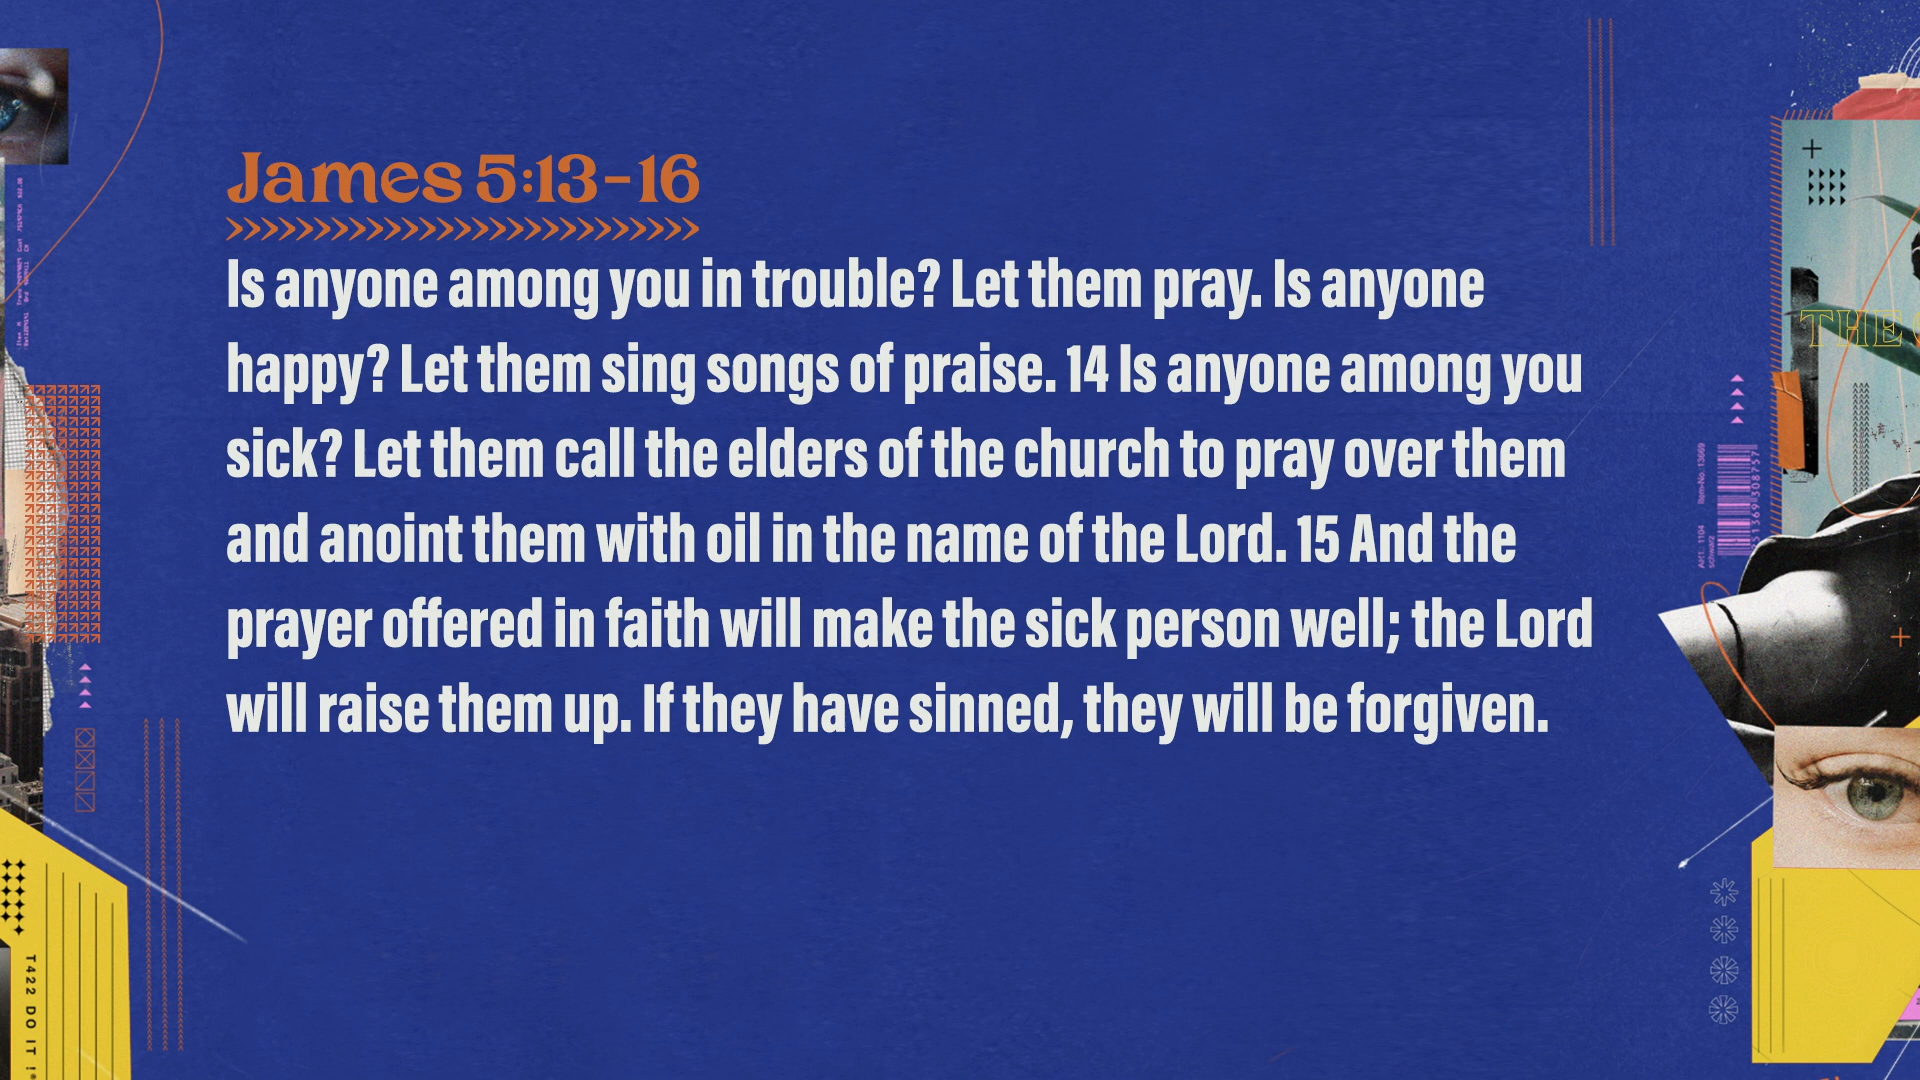 James 5:13-16
Is anyone among you in trouble? Let them pray. Is anyone
happy? Let them sing songs of praise. 14 Is anyone among you
sick? Let them call the elders of the church to pray over them
and anoint them with oil in the name of the Lord. 15 And the
prayer offered in faith will make the sick person well; the Lord
will raise them up. If they have sinned, they will be forgiven.
T422 DO IT !
THE